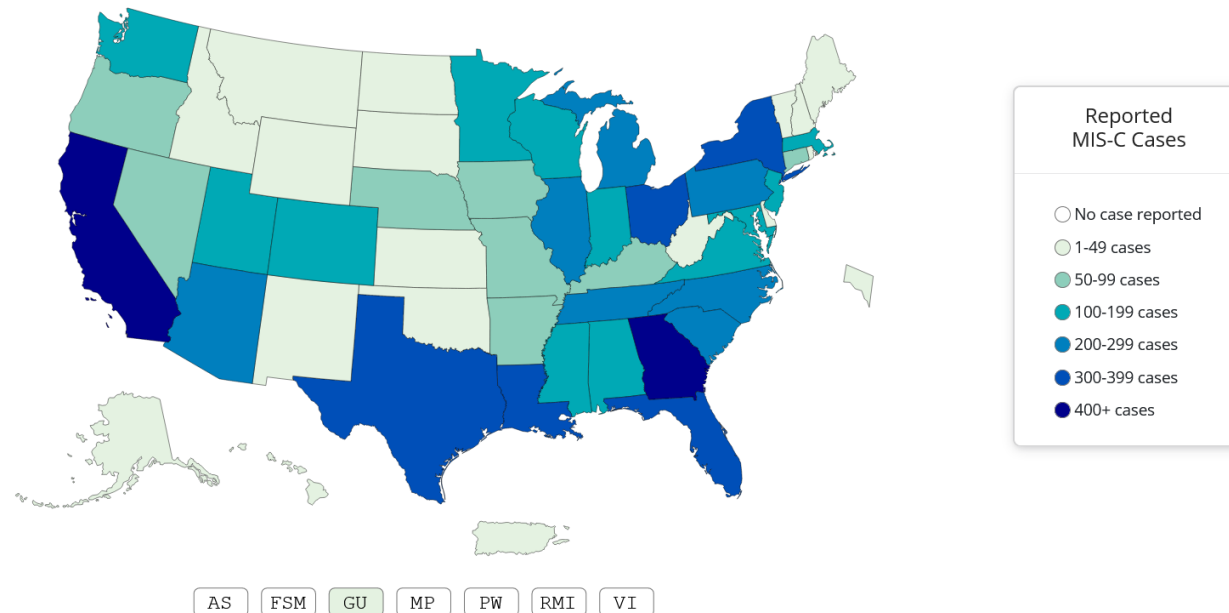 Reported
MIS-C Cases
No case reported
1-49 cases
50-99 cases
100-199 cases
200-299 cases
300-399 cases
400+ cases
AS FSM GU MP PW RMI VI